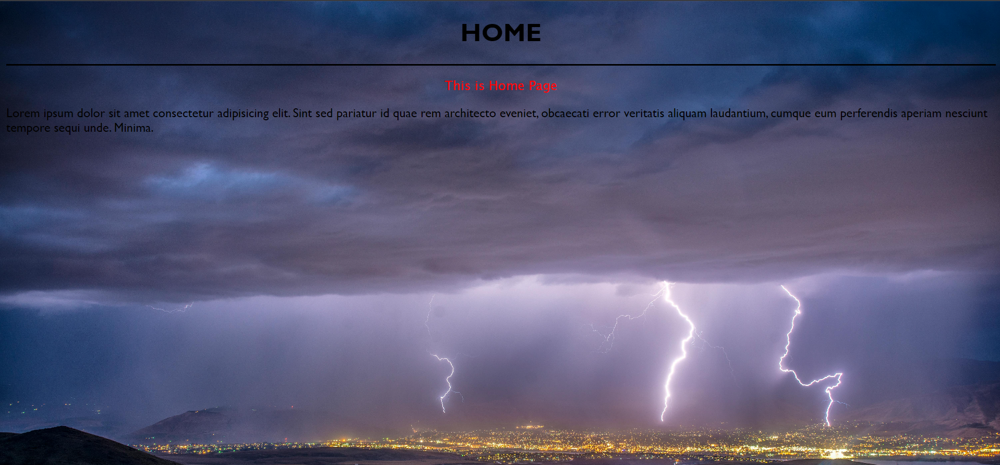 HOME
This is Home Page
Lorem ipsum dolor sit amet consectetur adipisicing elit. Sint sed pariatur id quae rem architecto eveniet, obcaecati error veritatis aliquam laudantium, cumque eum perferendis aperiam nesciunt
tempore sequi unde. Minima.